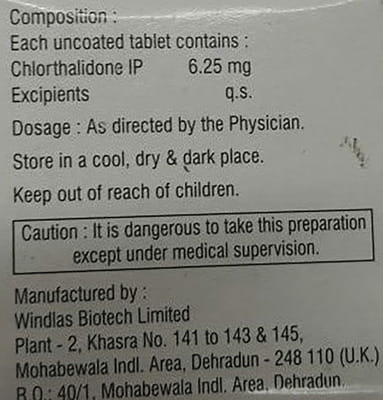 Composition :
Each uncoated tablet contains :
Chlorthalidone IP 6.25 mg
Excipients q.s.
Dosage : As directed by the Physician.
Store in a cool, dry & dark place.
Keep out of reach of children.
Caution : It is dangerous to take this preparation
except under medical supervision.
Manufactured by :
Windlas Biotech Limited
Plant - 2, Khasra No. 141 to 143 & 145,
Mohabewala Indl. Area, Dehradun - 248 110 (U.K.)
R.O.: 40/1, Mohabewala Indl. Area, Dehradun.